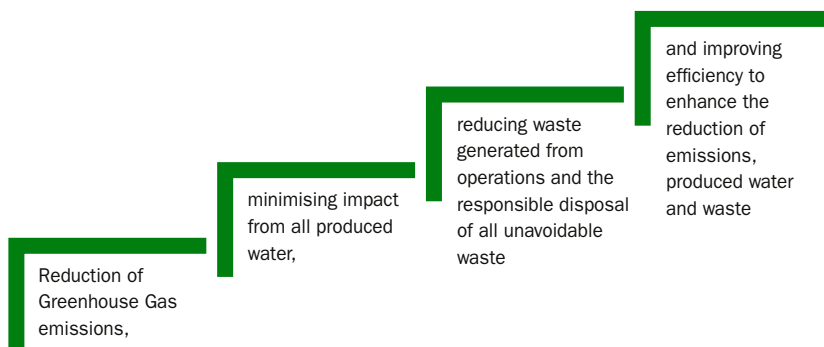 Reduction of
Greenhouse Gas
emissions,
minimising impact
from all produced
water,
reducing waste
generated from
operations and the
responsible disposal
of all unavoidable
waste
and improving
efficiency to
enhance the
reduction of
emissions,
produced water
and waste